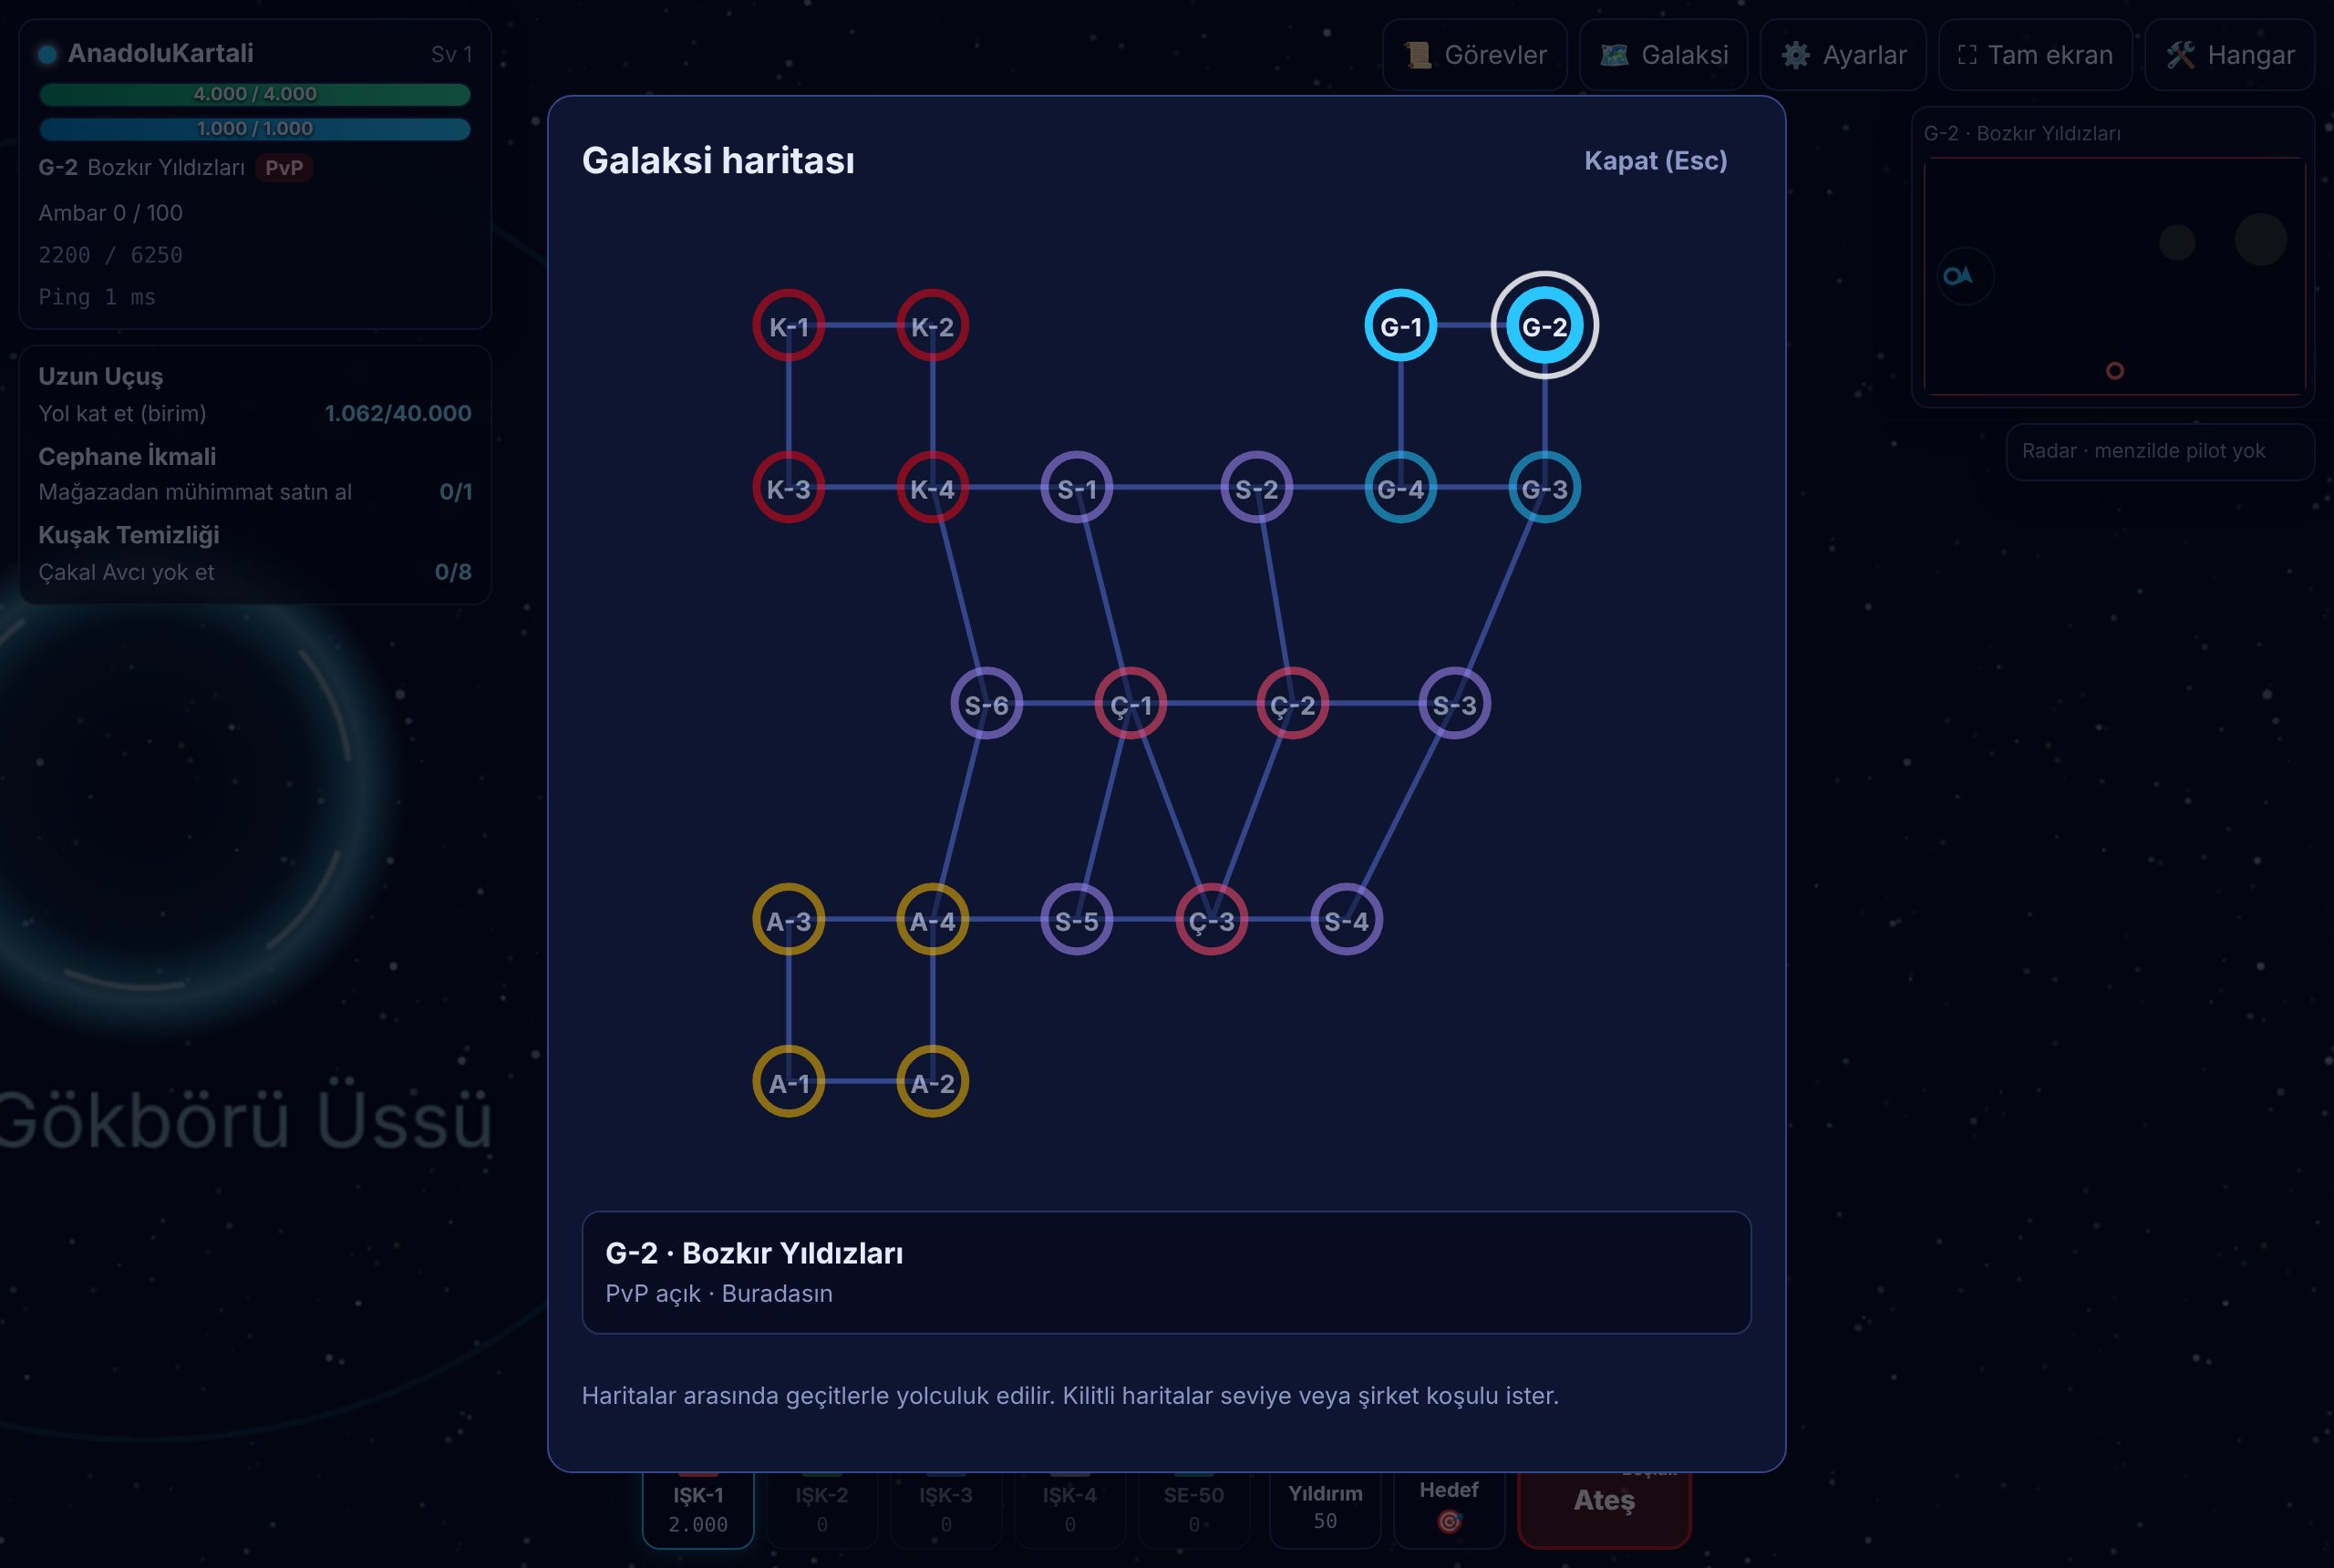 AnadoluKartali Sv 1
4.000 / 4.000
1.000 / 1.000
G-2 Bozkır Yıldızları PvP
Ambar 0 / 100
2200 / 6250
Ping 1 ms
Uzun Uçuş
Yol kat et (birim) 1.062/40.000
Cephane İkmali
Mağazadan mühimmat satın al 0/1
Kuşak Temizliği
Çakal Avcı yok et 0/8
Gökbörü Üssü
Görevler Galaksi Ayarlar Tam ekran Hangar
G-2 · Bozkır Yıldızları
Radar · menzilde pilot yok
Galaksi haritası Kapat (Esc)
K-1 K-2 G-1 G-2
K-3 K-4 S-1 S-2 G-4 G-3
S-6 Ç-1 Ç-2 S-3
A-3 A-4 S-5 Ç-3 S-4
A-1 A-2
G-2 · Bozkır Yıldızları
PvP açık · Buradasın
Haritalar arasında geçitlerle yolculuk edilir. Kilitli haritalar seviye veya şirket koşulu ister.
IŞK-1 IŞK-2 IŞK-3 IŞK-4 SE-50 Yıldırım Hedef Ateş
2.000 0 0 0 0 50